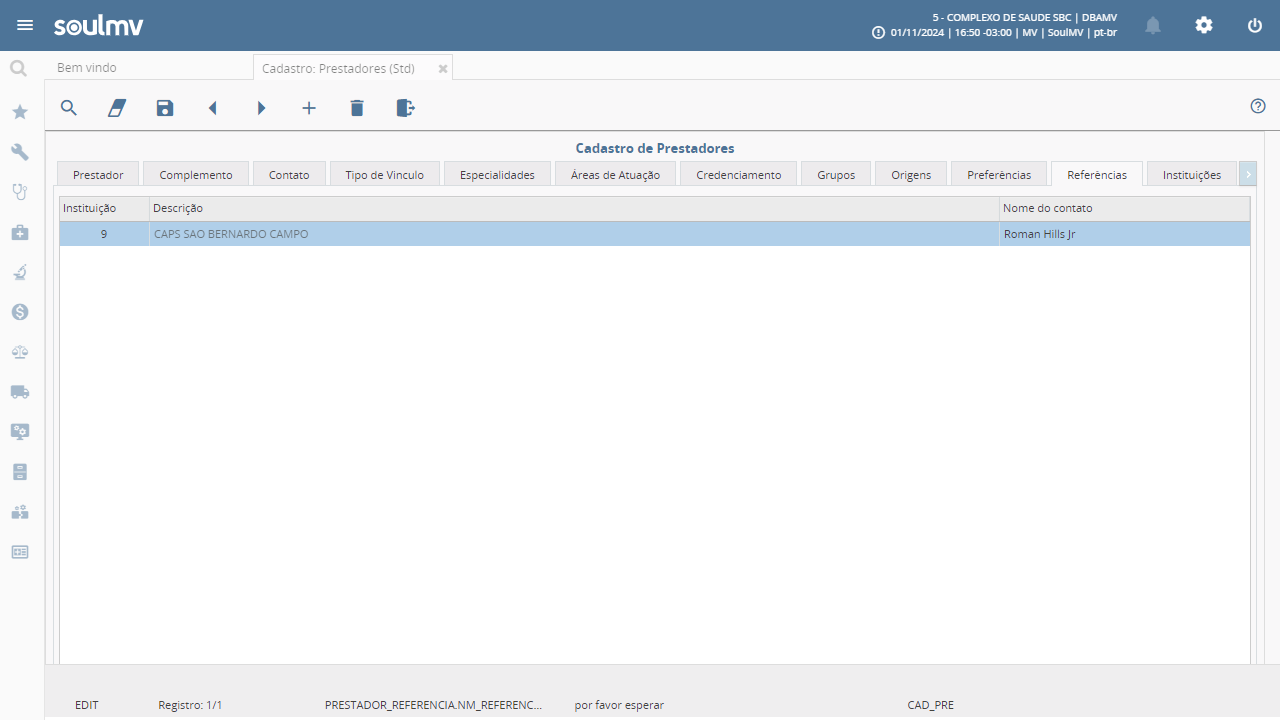 soulmv
5 - COMPLEXO DE SAUDE SBC | DBAMV
01/11/2024 | 16:50 -03:00 | MV | SoulMV | pt-br
Bem vindo
Cadastro: Prestadores (Std)
Cadastro de Prestadores
Prestador Complemento Contato Tipo de Vinculo Especialidades Áreas de Atuação Credenciamento Grupos Origens Preferências Referências Instituições
Instituição Descrição Nome do contato
9 CAPS SAO BERNARDO CAMPO Roman Hills Jr
EDIT Registro: 1/1 PRESTADOR_REFERENCIA.NM_REFERENC... por favor esperar CAD_PRE